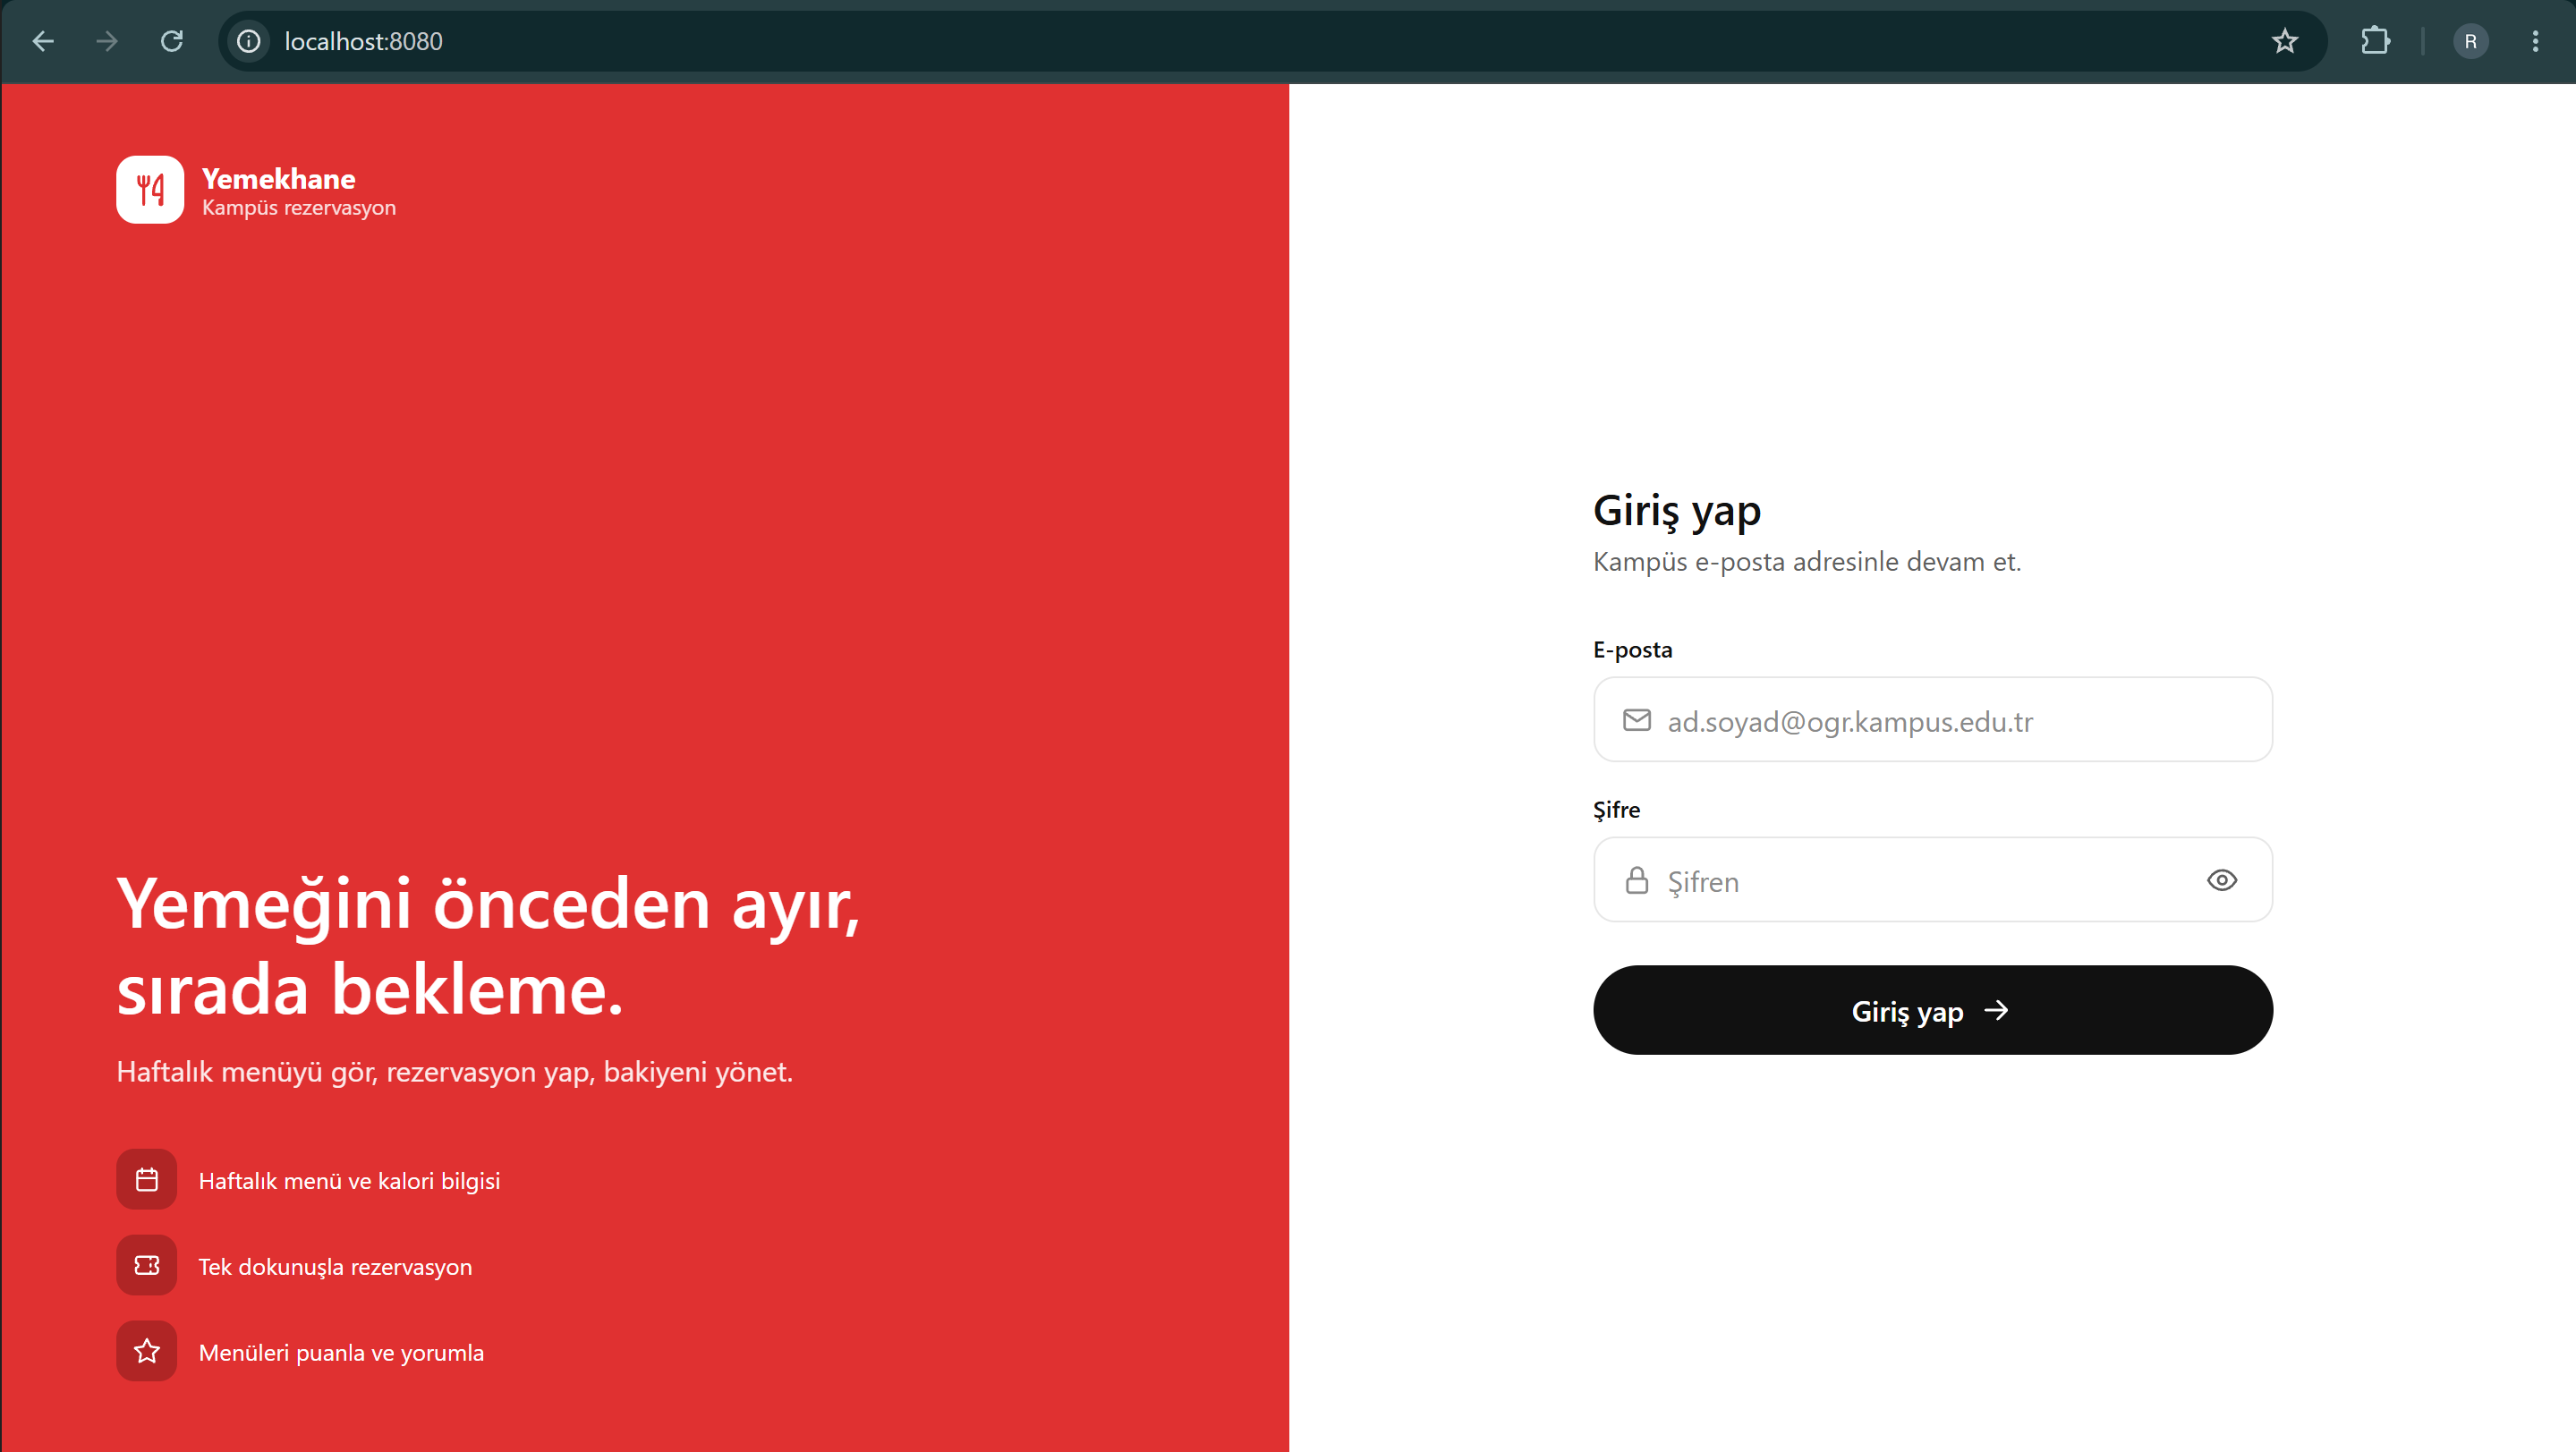 localhost:8080
R
Yemekhane
Kampüs rezervasyon
Yemeğini önceden ayır,
sırada bekleme.
Haftalık menüyü gör, rezervasyon yap, bakiyeni yönet.
Haftalık menü ve kalori bilgisi
Tek dokunuşla rezervasyon
Menüleri puanla ve yorumla
Giriş yap
Kampüs e-posta adresinle devam et.
E-posta
ad.soyad@ogr.kampus.edu.tr
Şifre
Şifren
Giriş yap